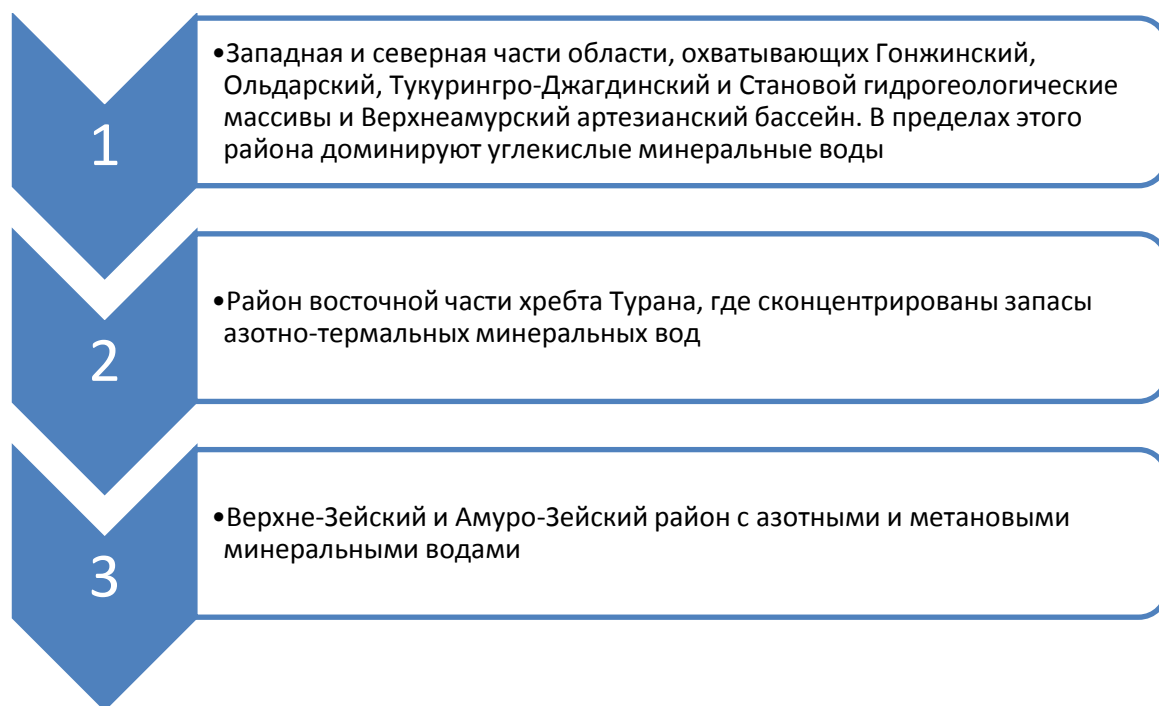 1
•Западная и северная части области, охватывающих Гонжинский,
Ольдарский, Тукурингро-Джагдинский и Становой гидрогеологические
массивы и Верхнеамурский артезианский бассейн. В пределах этого
района доминируют углекислые минеральные воды
2
•Район восточной части хребта Турана, где сконцентрированы запасы
азотно-термальных минеральных вод
3
•Верхне-Зейский и Амуро-Зейский район с азотными и метановыми
минеральными водами